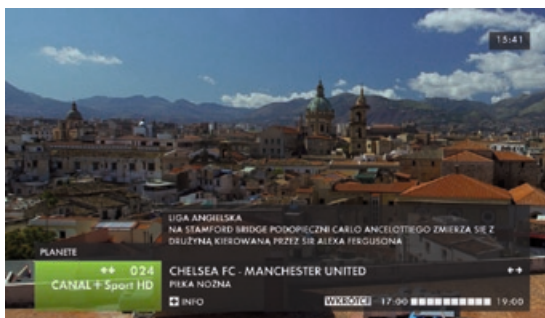 15:41
LIGA ANGIELSKA
NA STAMFORD BRIDGE PODOPIECZNI CARLO ANCELOTTIEGO ZMIERZA SIĘ Z
DRUŻYNĄ KIEROWANĄ PRZEZ SIR ALEXA FERGUSONA
PLANETE
024
CANAL+ Sport HD
CHELSEA FC - MANCHESTER UNITED
PIŁKA NOŻNA
INFO
WKRÓTCE 17:00 19:00